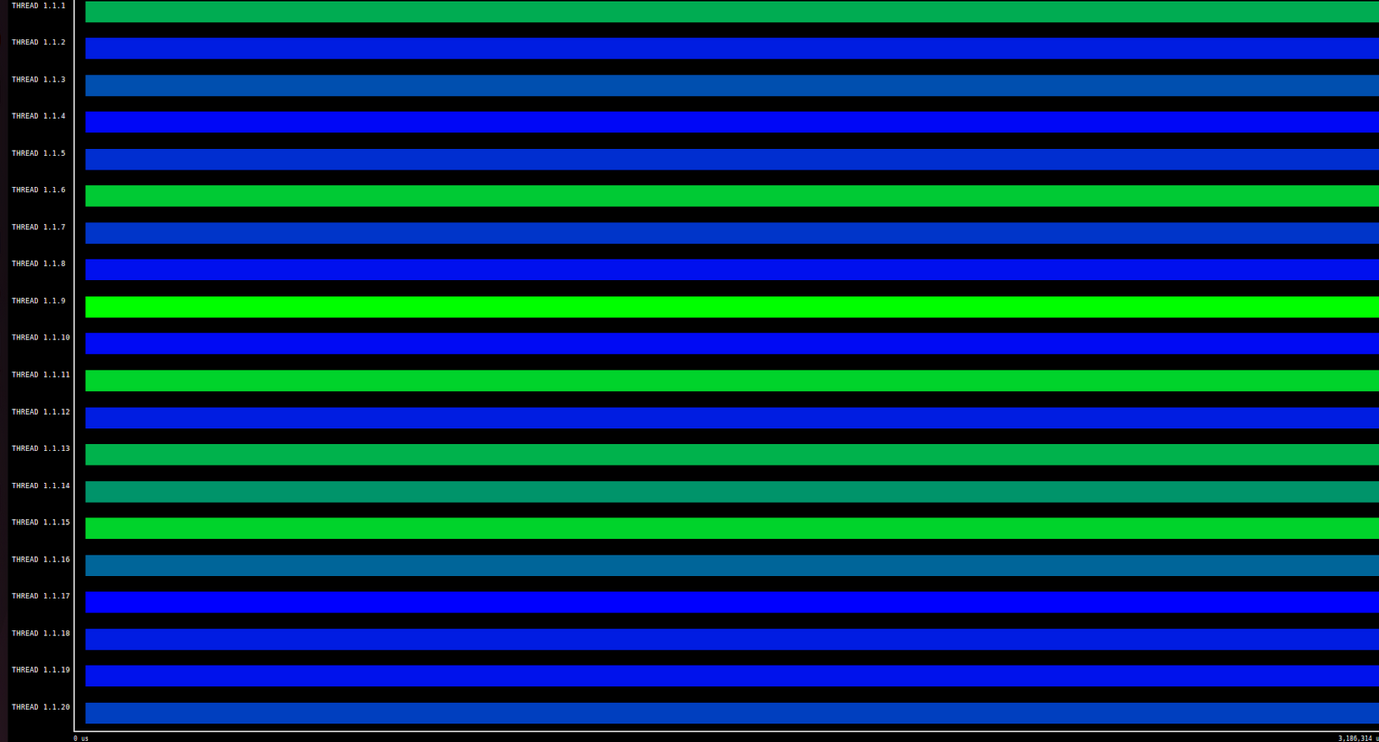 THREAD 1.1.1
THREAD 1.1.2
THREAD 1.1.3
THREAD 1.1.4
THREAD 1.1.5
THREAD 1.1.6
THREAD 1.1.7
THREAD 1.1.8
THREAD 1.1.9
THREAD 1.1.10
THREAD 1.1.11
THREAD 1.1.12
THREAD 1.1.13
THREAD 1.1.14
THREAD 1.1.15
THREAD 1.1.16
THREAD 1.1.17
THREAD 1.1.18
THREAD 1.1.19
THREAD 1.1.20
0 us 3,186,314 u